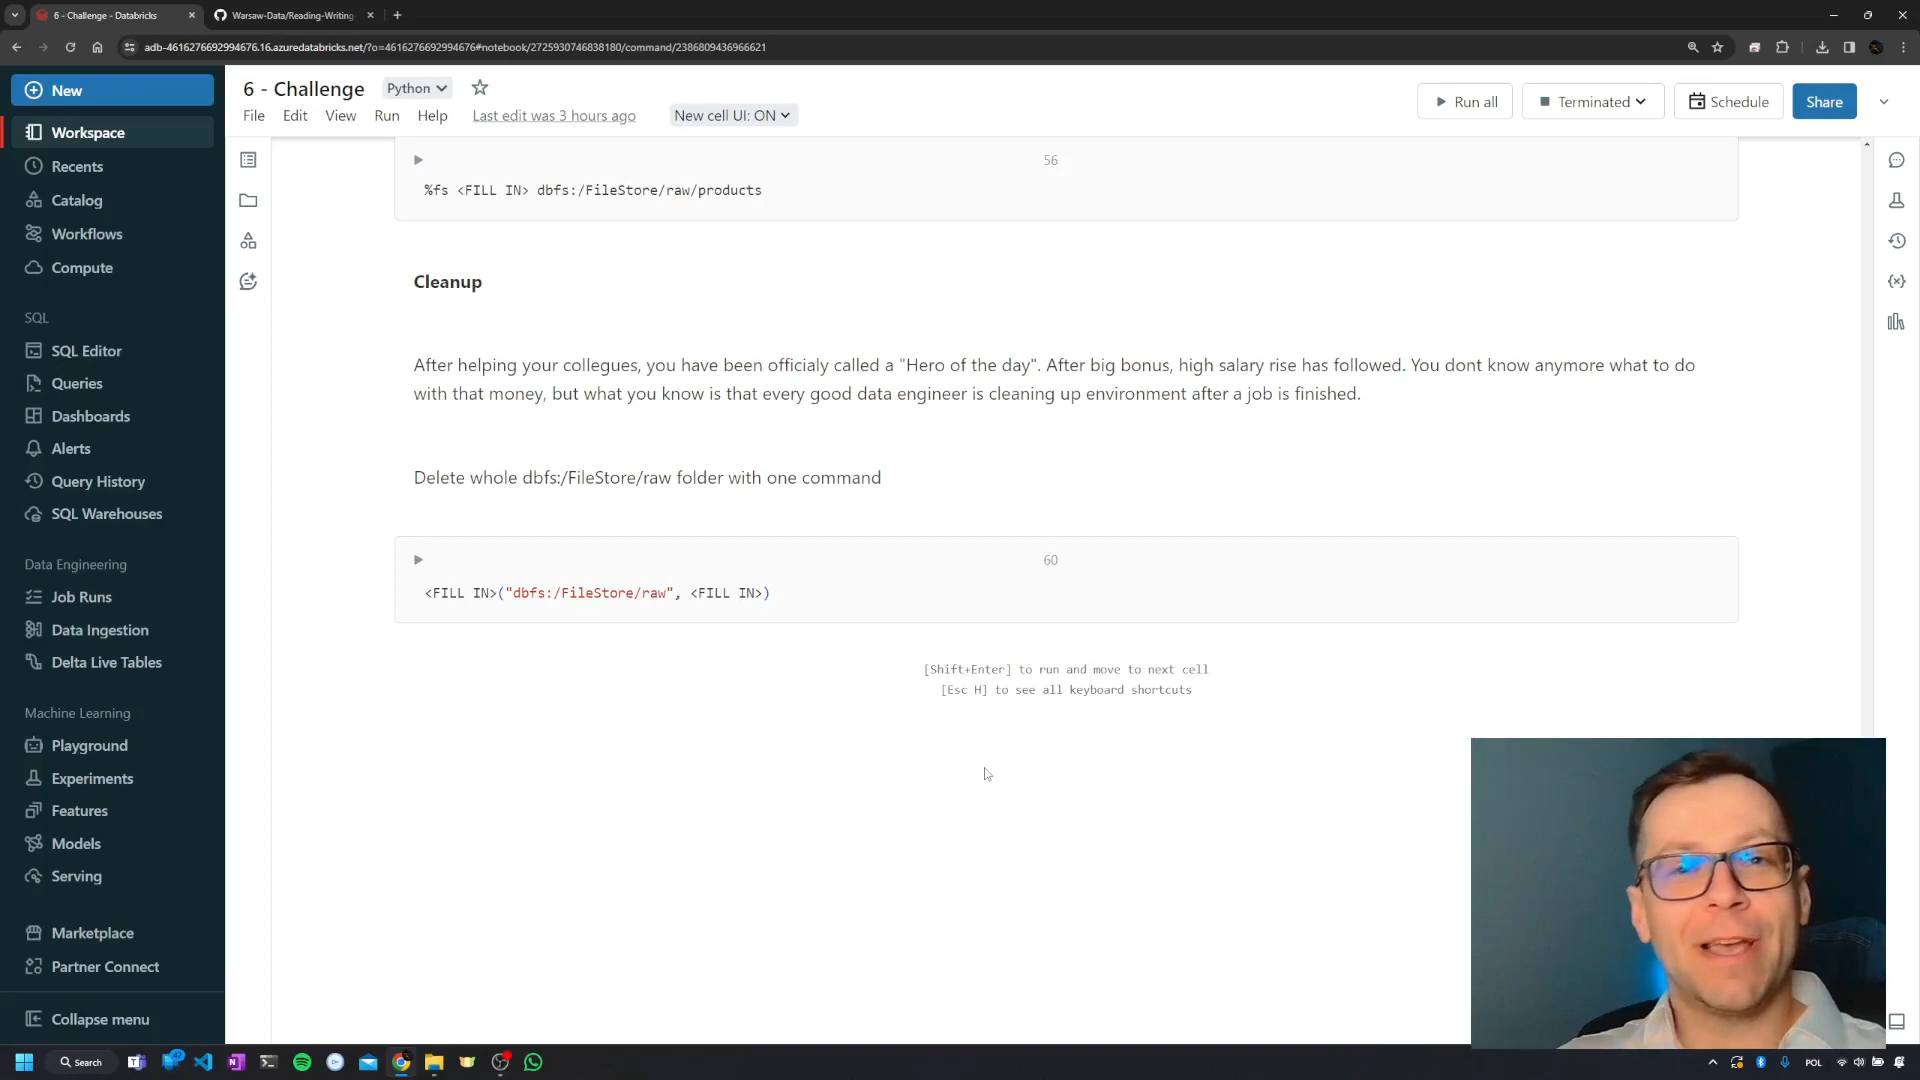 6 - Challenge - Databricks
Warsaw-Data/Reading-Writing
adb-4616276692994676.16.azuredatabricks.net/?o=4616276692994676#notebook/2725930746838180/command/2386809436966621
New
Workspace
Recents
Catalog
Workflows
Compute
SQL
SQL Editor
Queries
Dashboards
Alerts
Query History
SQL Warehouses
Data Engineering
Job Runs
Data Ingestion
Delta Live Tables
Machine Learning
Playground
Experiments
Features
Models
Serving
Marketplace
Partner Connect
Collapse menu
6 - Challenge
Python
File Edit View Run Help Last edit was 3 hours ago New cell UI: ON
Run all
Terminated
Schedule
Share
56
%fs <FILL IN> dbfs:/FileStore/raw/products
Cleanup
After helping your collegues, you have been officialy called a "Hero of the day". After big bonus, high salary rise has followed. You dont know anymore what to do
with that money, but what you know is that every good data engineer is cleaning up environment after a job is finished.
Delete whole dbfs:/FileStore/raw folder with one command
60
<FILL IN>("dbfs:/FileStore/raw", <FILL IN>)
[Shift+Enter] to run and move to next cell
[Esc H] to see all keyboard shortcuts
Search
POL